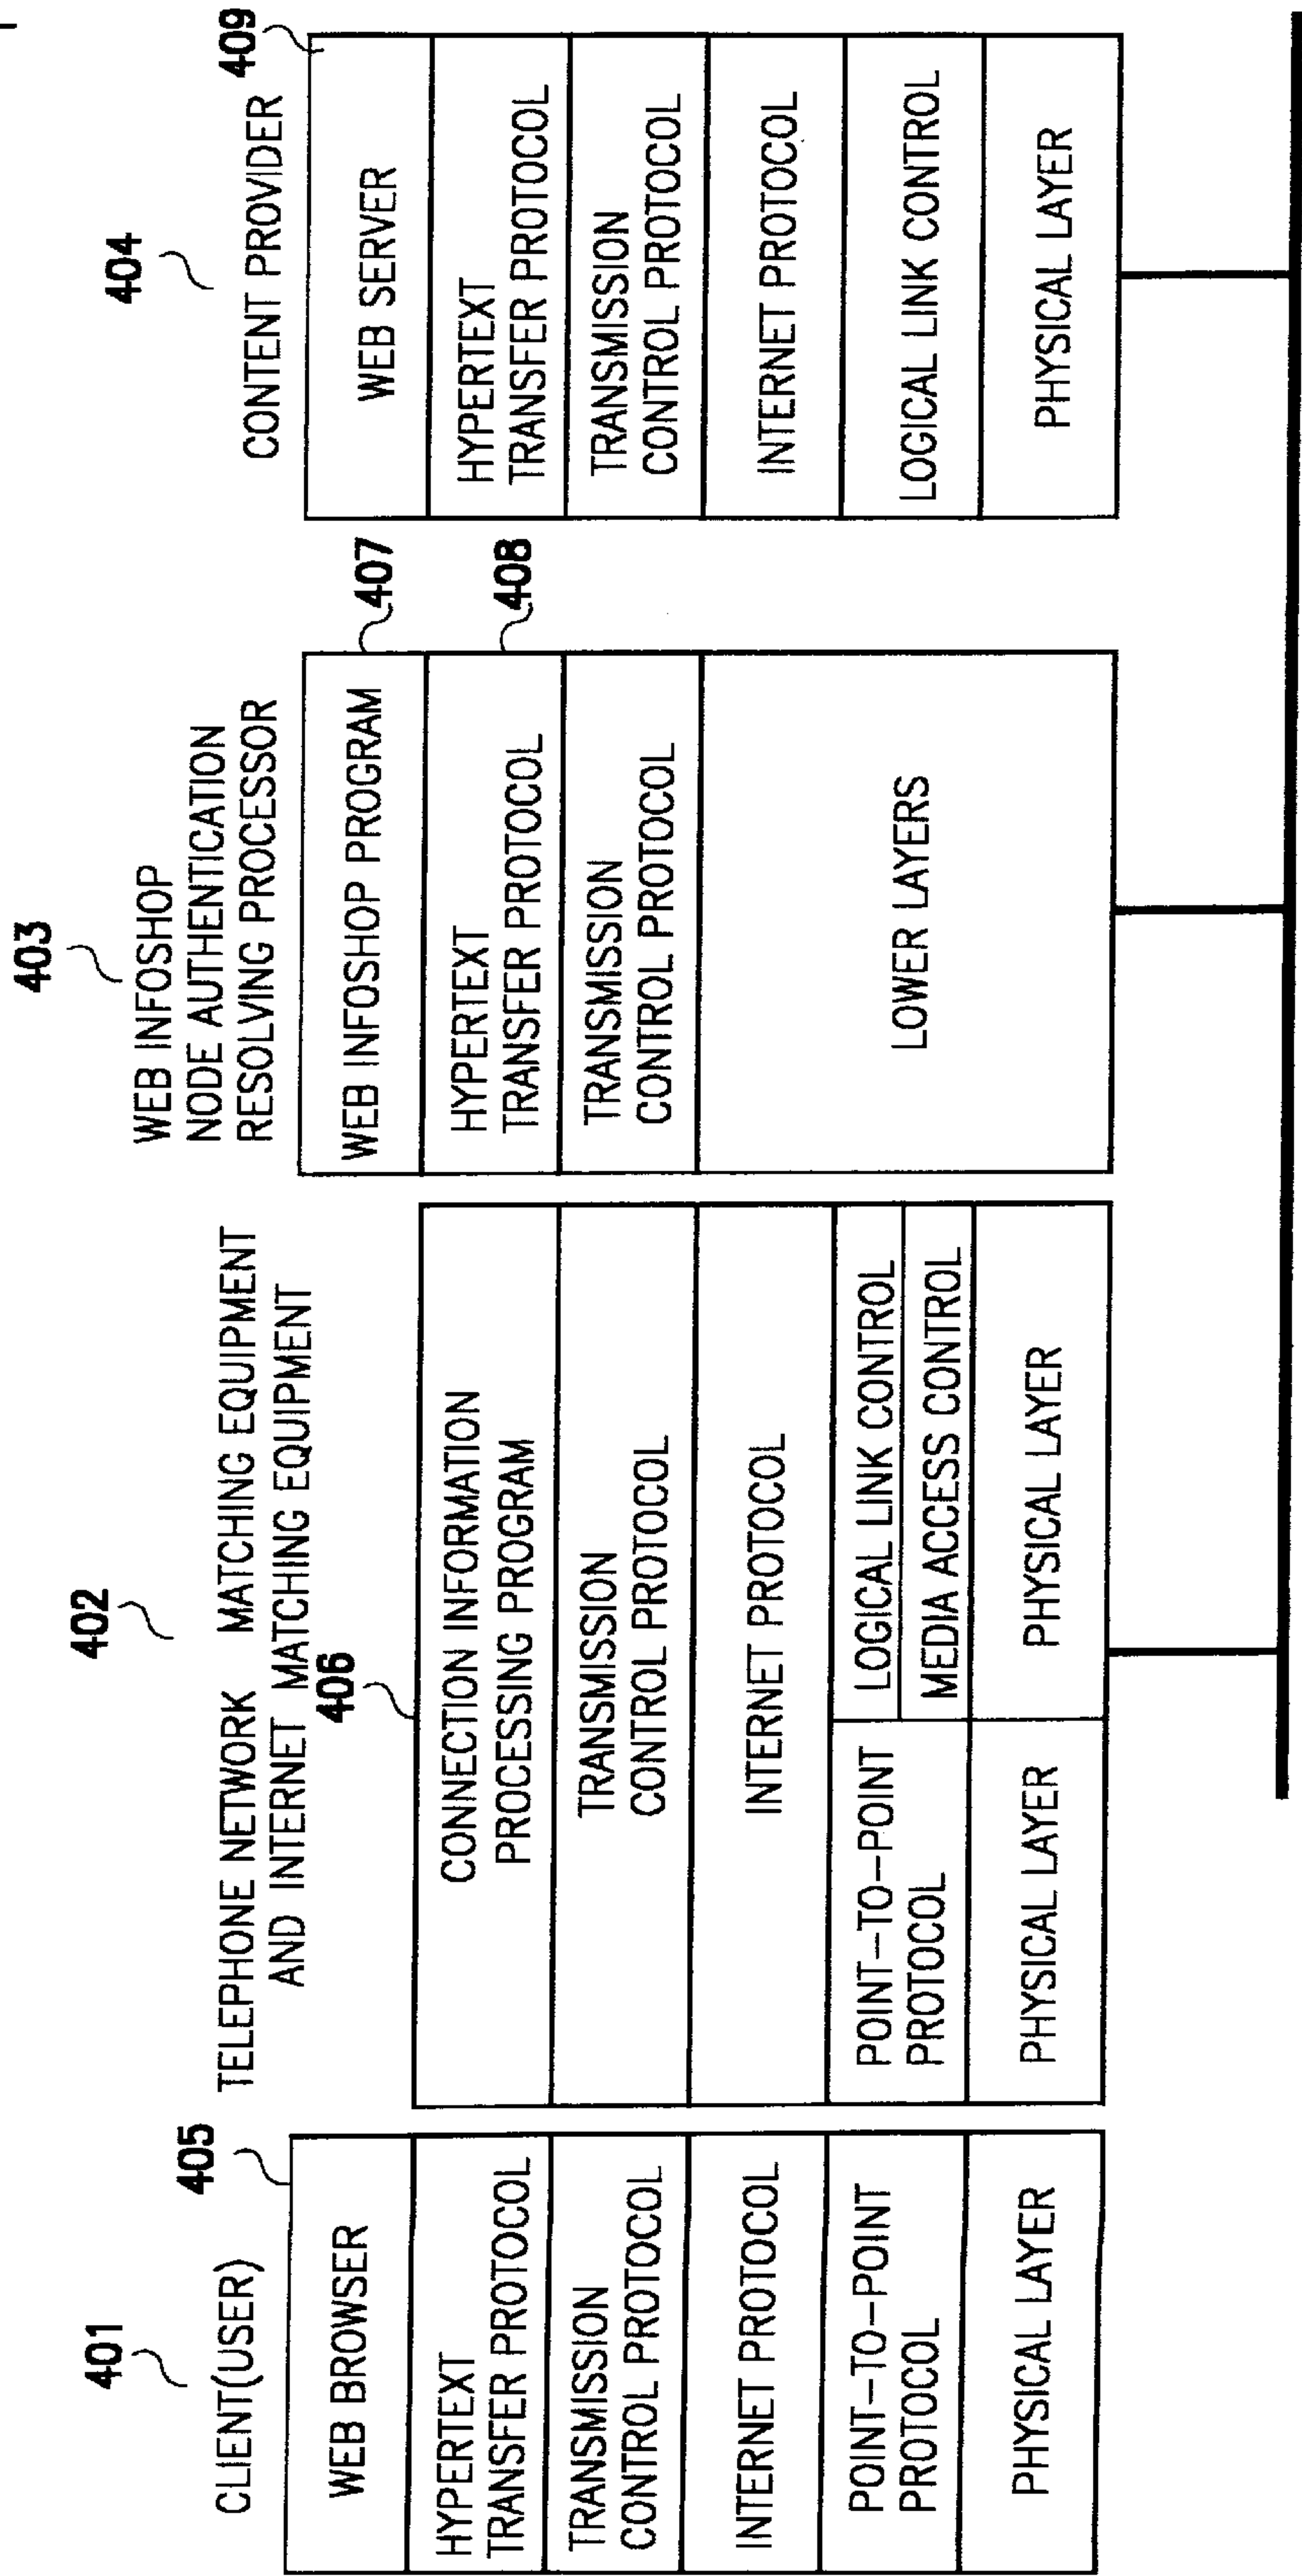 401
CLIENT(USER)
405
WEB BROWSER
HYPERTEXT
TRANSFER PROTOCOL
TRANSMISSION
CONTROL PROTOCOL
INTERNET PROTOCOL
POINT-TO-POINT
PROTOCOL
PHYSICAL LAYER
402
TELEPHONE NETWORK MATCHING EQUIPMENT
AND INTERNET MATCHING EQUIPMENT
406
CONNECTION INFORMATION
PROCESSING PROGRAM
TRANSMISSION
CONTROL PROTOCOL
INTERNET PROTOCOL
POINT-TO-POINT
PROTOCOL
LOGICAL LINK CONTROL
MEDIA ACCESS CONTROL
PHYSICAL LAYER
PHYSICAL LAYER
403
WEB INFOSHOP
NODE AUTHENTICATION
RESOLVING PROCESSOR
WEB INFOSHOP PROGRAM
407
HYPERTEXT
TRANSFER PROTOCOL
408
TRANSMISSION
CONTROL PROTOCOL
LOWER LAYERS
404
CONTENT PROVIDER
409
WEB SERVER
HYPERTEXT
TRANSFER PROTOCOL
TRANSMISSION
CONTROL PROTOCOL
INTERNET PROTOCOL
LOGICAL LINK CONTROL
PHYSICAL LAYER